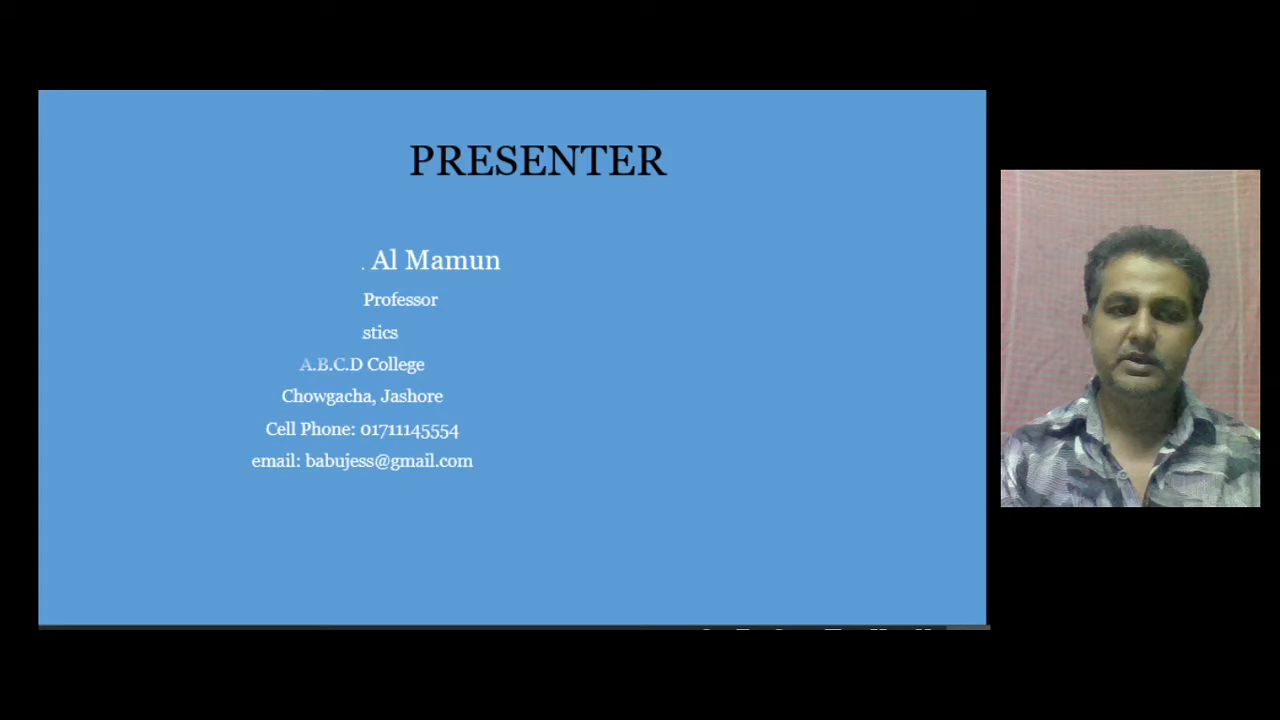 PRESENTER
. Al Mamun
Professor
stics
A.B.C.D College
Chowgacha, Jashore
Cell Phone: 01711145554
email: babujess@gmail.com